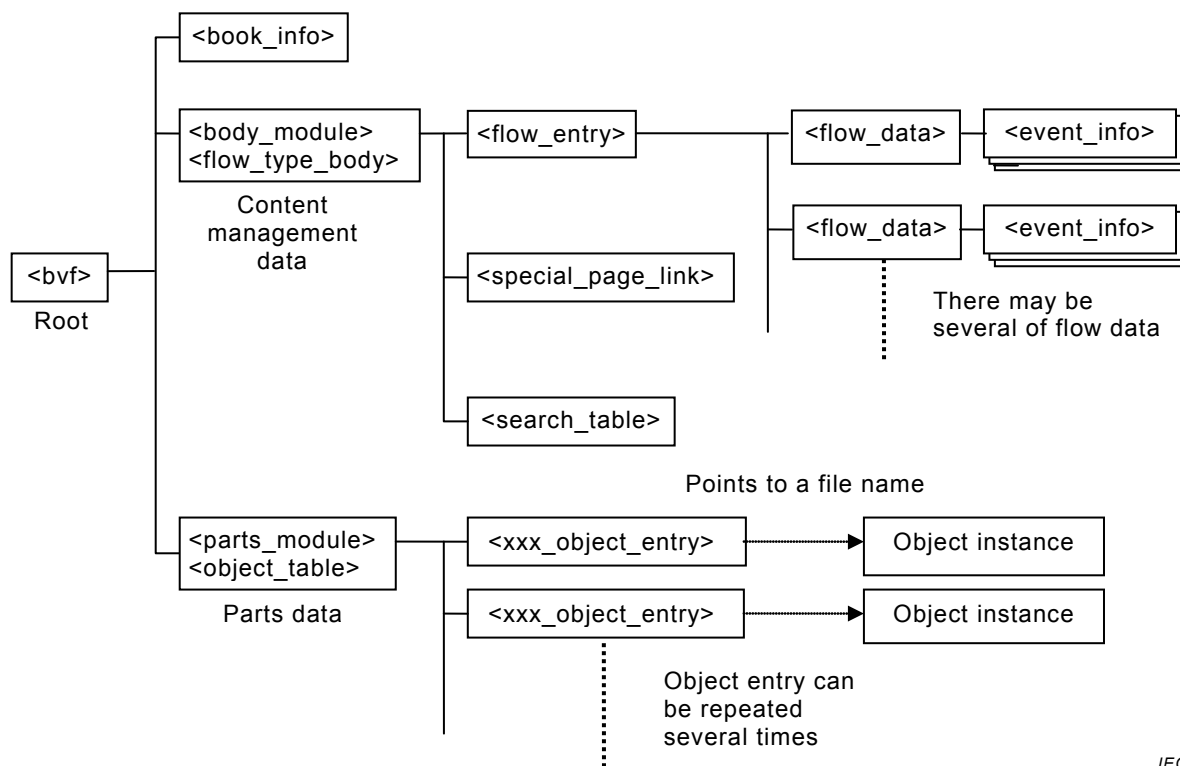 <book_info>
<body_module>
<flow_type_body>
Content
management
data
<flow_entry>
<flow_data>
<event_info>
<flow_data>
<event_info>
There may be
several of flow data
<special_page_link>
<bvf>
Root
<search_table>
Points to a file name
<parts_module>
<object_table>
Parts data
<xxx_object_entry>
Object instance
<xxx_object_entry>
Object instance
Object entry can
be repeated
several times